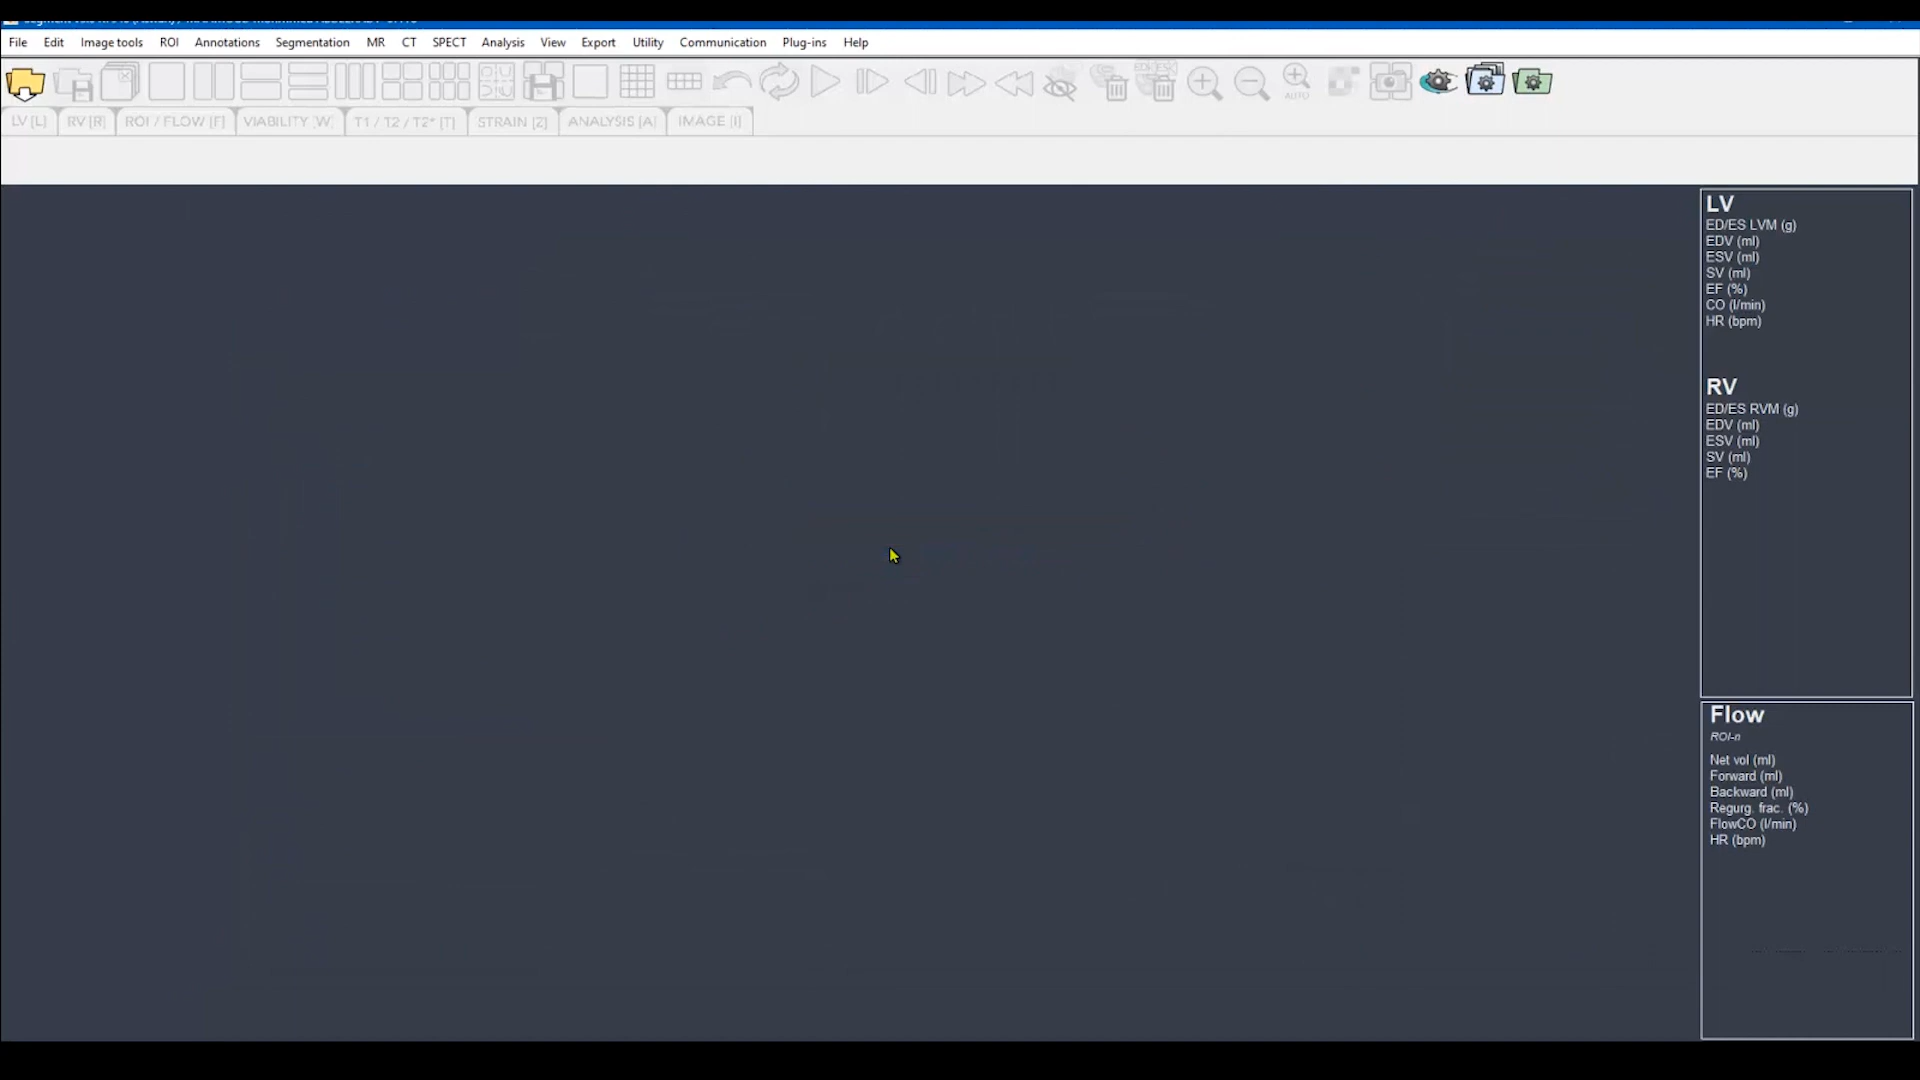 File Edit Image tools ROI Annotations Segmentation MR CT SPECT Analysis View Export Utility Communication Plug-ins Help
AUTO
LV [L] RV [R] ROI / FLOW [F] VIABILITY [W] T1 / T2 / T2* [T] STRAIN [Z] ANALYSIS [A] IMAGE [I]
LV
ED/ES LVM (g)
EDV (ml)
ESV (ml)
SV (ml)
EF (%)
CO (l/min)
HR (bpm)
RV
ED/ES RVM (g)
EDV (ml)
ESV (ml)
SV (ml)
EF (%)
Flow
ROI-n
Net vol (ml)
Forward (ml)
Backward (ml)
Regurg. frac. (%)
FlowCO (l/min)
HR (bpm)